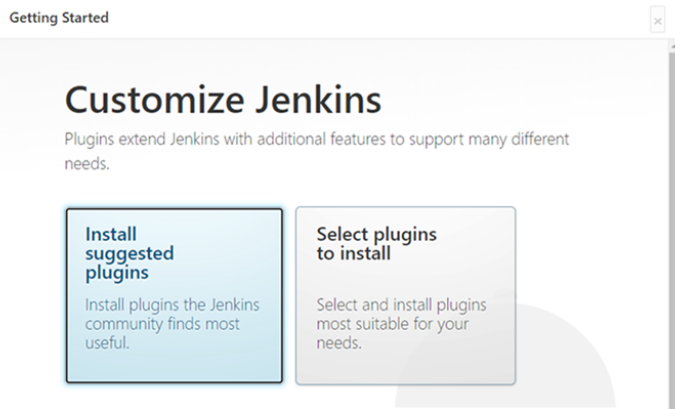 Getting Started
Customize Jenkins
Plugins extend Jenkins with additional features to support many different
needs.
Install
suggested
plugins
Install plugins the Jenkins
community finds most
useful.
Select plugins
to install
Select and install plugins
most suitable for your
needs.